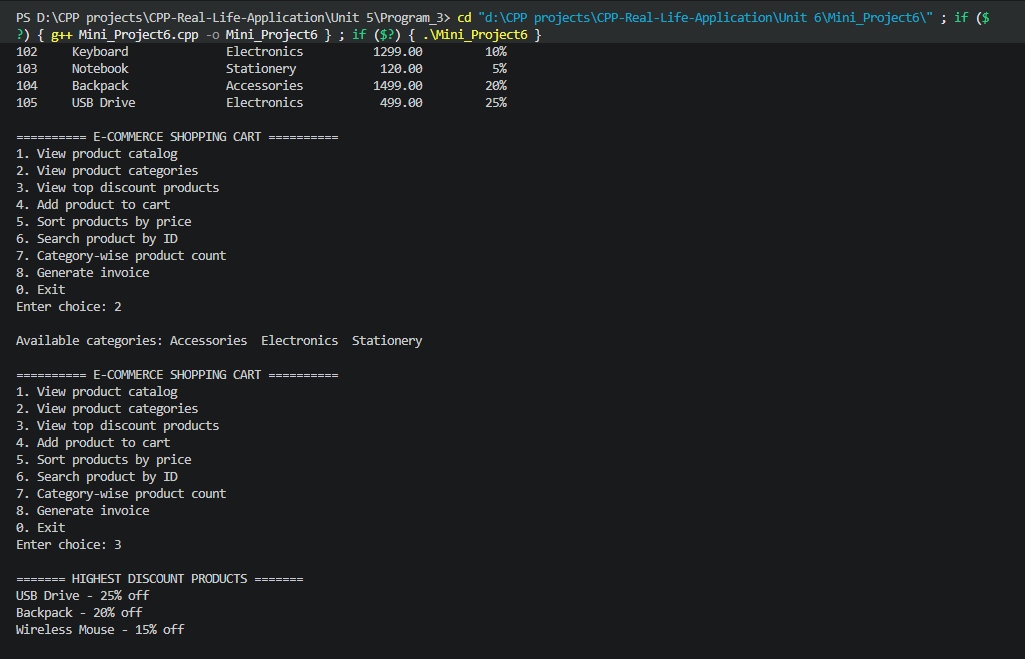 PS D:\CPP projects\CPP-Real-Life-Application\Unit 5\Program_3> cd "d:\CPP projects\CPP-Real-Life-Application\Unit 6\Mini_Project6\" ; if ($
?) { g++ Mini_Project6.cpp -o Mini_Project6 } ; if ($?) { .\Mini_Project6 }
102     Keyboard              Electronics          1299.00         10%
103     Notebook              Stationery            120.00          5%
104     Backpack              Accessories          1499.00         20%
105     USB Drive             Electronics           499.00         25%

========== E-COMMERCE SHOPPING CART ==========
1. View product catalog
2. View product categories
3. View top discount products
4. Add product to cart
5. Sort products by price
6. Search product by ID
7. Category-wise product count
8. Generate invoice
0. Exit
Enter choice: 2

Available categories: Accessories  Electronics  Stationery

========== E-COMMERCE SHOPPING CART ==========
1. View product catalog
2. View product categories
3. View top discount products
4. Add product to cart
5. Sort products by price
6. Search product by ID
7. Category-wise product count
8. Generate invoice
0. Exit
Enter choice: 3

======= HIGHEST DISCOUNT PRODUCTS =======
USB Drive - 25% off
Backpack - 20% off
Wireless Mouse - 15% off